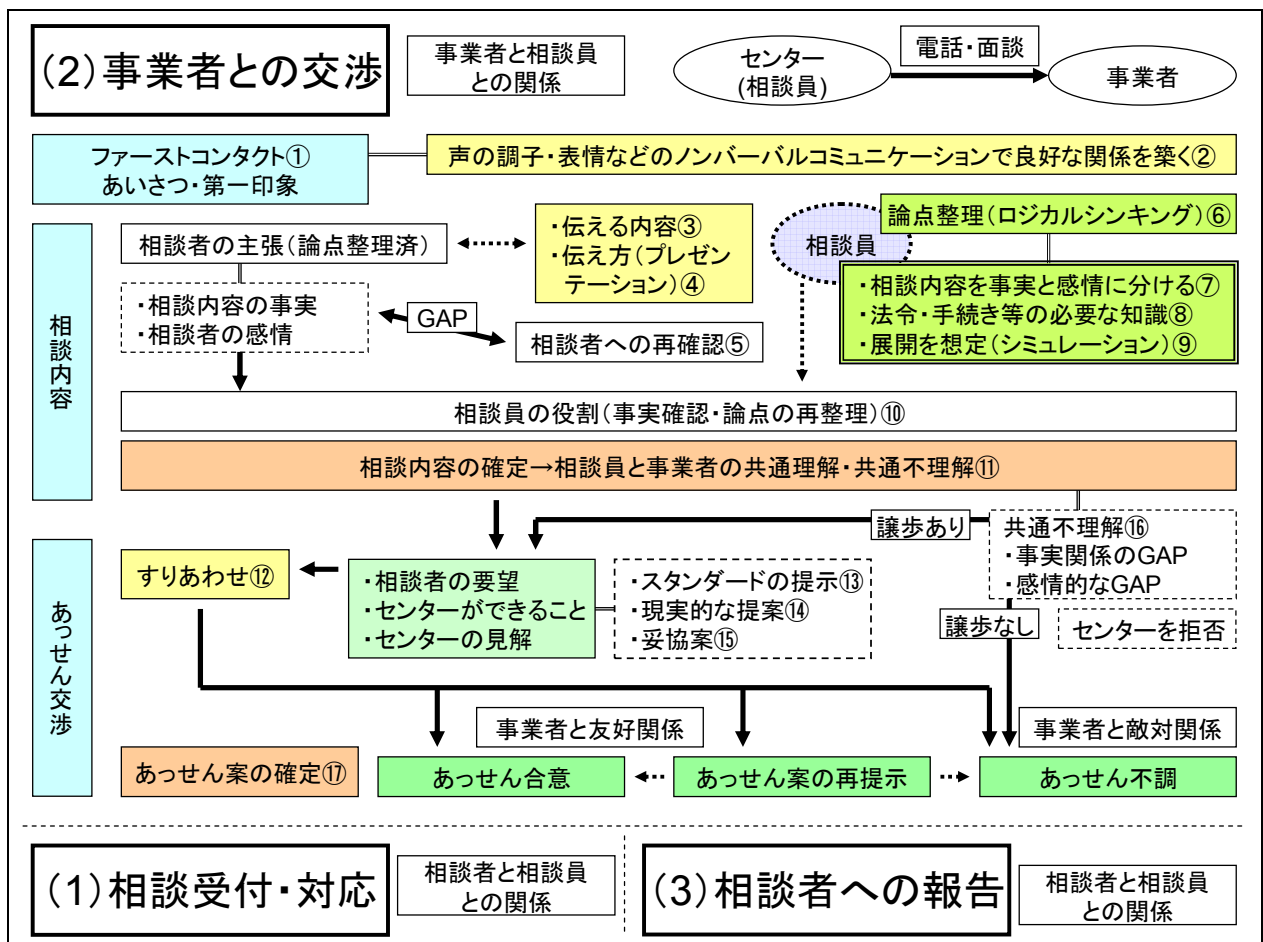 (2)事業者との交渉
事業者と相談員
との関係
センター
(相談員)
電話・面談
事業者
ファーストコンタクト①
あいさつ・第一印象
声の調子・表情などのノンバーバルコミュニケーションで良好な関係を築く②
相談内容
相談者の主張(論点整理済)
・相談内容の事実
・相談者の感情
・伝える内容③
・伝え方(プレゼン
テーション)④
GAP
相談者への再確認⑤
相談員
論点整理(ロジカルシンキング)⑥
・相談内容を事実と感情に分ける⑦
・法令・手続き等の必要な知識⑧
・展開を想定(シミュレーション)⑨
相談員の役割(事実確認・論点の再整理)⑩
相談内容の確定→相談員と事業者の共通理解・共通不理解⑪
あっせん交渉
すりあわせ⑫
・相談者の要望
・センターができること
・センターの見解
・スタンダードの提示⑬
・現実的な提案⑭
・妥協案⑮
譲歩あり
共通不理解⑯
・事実関係のGAP
・感情的なGAP
譲歩なし
センターを拒否
事業者と友好関係
事業者と敵対関係
あっせん案の確定⑰
あっせん合意
あっせん案の再提示
あっせん不調
(1)相談受付・対応
相談者と相談員
との関係
(3)相談者への報告
相談者と相談員
との関係